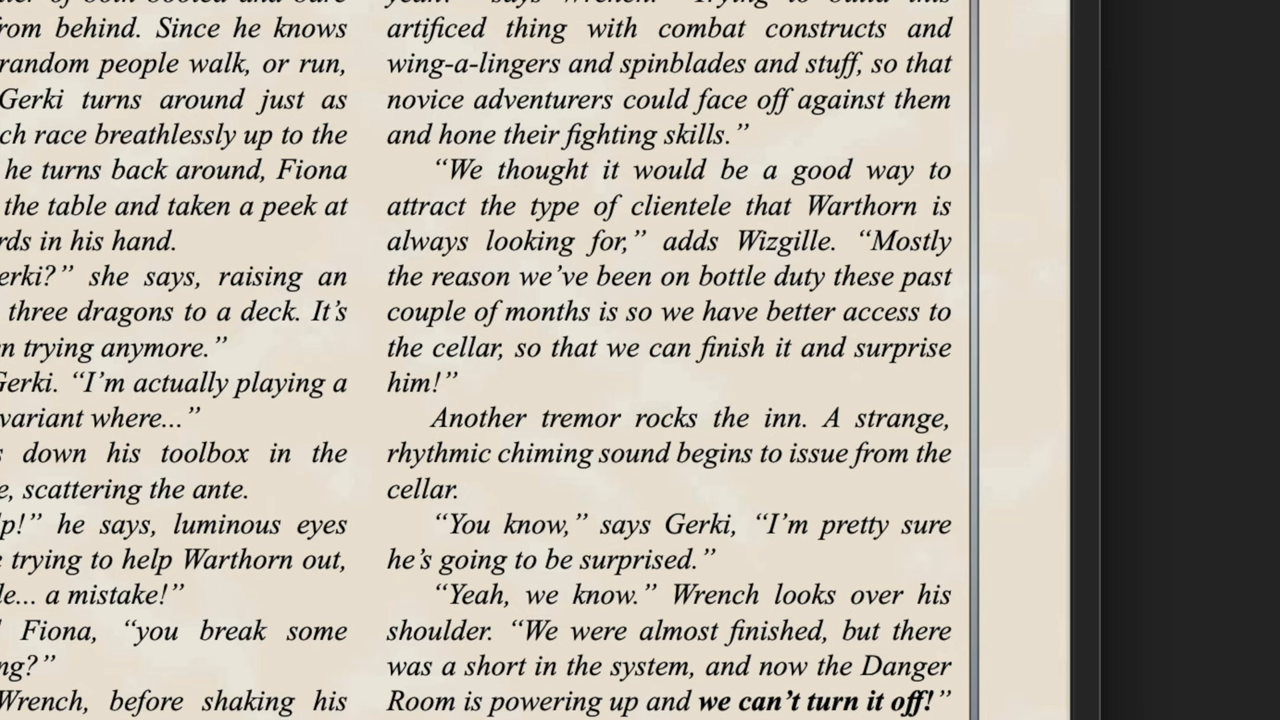 from behind. Since he knows
random people walk, or run,
Gerki turns around just as
race breathlessly up to the
he turns back around, Fiona
the table and taken a peek at
in his hand.
she says, raising an
three dragons to a deck. It’s
trying anymore.”
Gerki. “I’m actually playing a
variant where...”
down his toolbox in the
scattering the ante.
he says, luminous eyes
trying to help Warthorn out,
a mistake!”
Fiona, “you break some
Wrench, before shaking his
yeah!” says Wrench. “Trying to build this
artificed thing with combat constructs and
wing-a-lingers and spinblades and stuff, so that
novice adventurers could face off against them
and hone their fighting skills.”
“We thought it would be a good way to
attract the type of clientele that Warthorn is
always looking for,” adds Wizgille. “Mostly
the reason we’ve been on bottle duty these past
couple of months is so we have better access to
the cellar, so that we can finish it and surprise
him!”
Another tremor rocks the inn. A strange,
rhythmic chiming sound begins to issue from the
cellar.
“You know,” says Gerki, “I’m pretty sure
he’s going to be surprised.”
“Yeah, we know.” Wrench looks over his
shoulder. “We were almost finished, but there
was a short in the system, and now the Danger
Room is powering up and we can’t turn it off!”